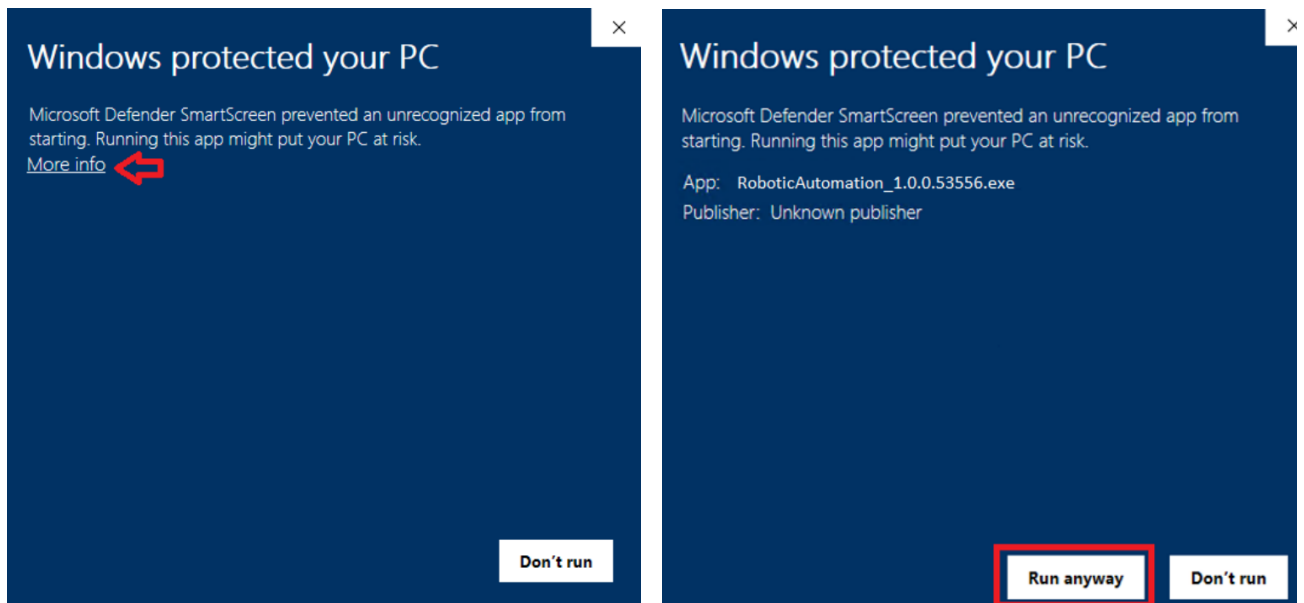 Windows protected your PC
Microsoft Defender SmartScreen prevented an unrecognized app from
starting. Running this app might put your PC at risk.
More info
Don't run
Windows protected your PC
Microsoft Defender SmartScreen prevented an unrecognized app from
starting. Running this app might put your PC at risk.
App: RoboticAutomation_1.0.0.53556.exe
Publisher: Unknown publisher
Run anyway
Don't run